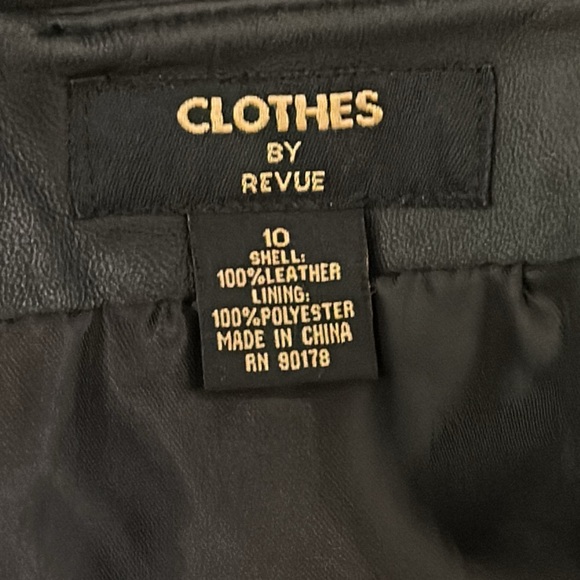 CLOTHES
BY
REVUE
10
SHELL:
100%LEATHER
LINING:
100%POLYESTER
MADE IN CHINA
RN 90178